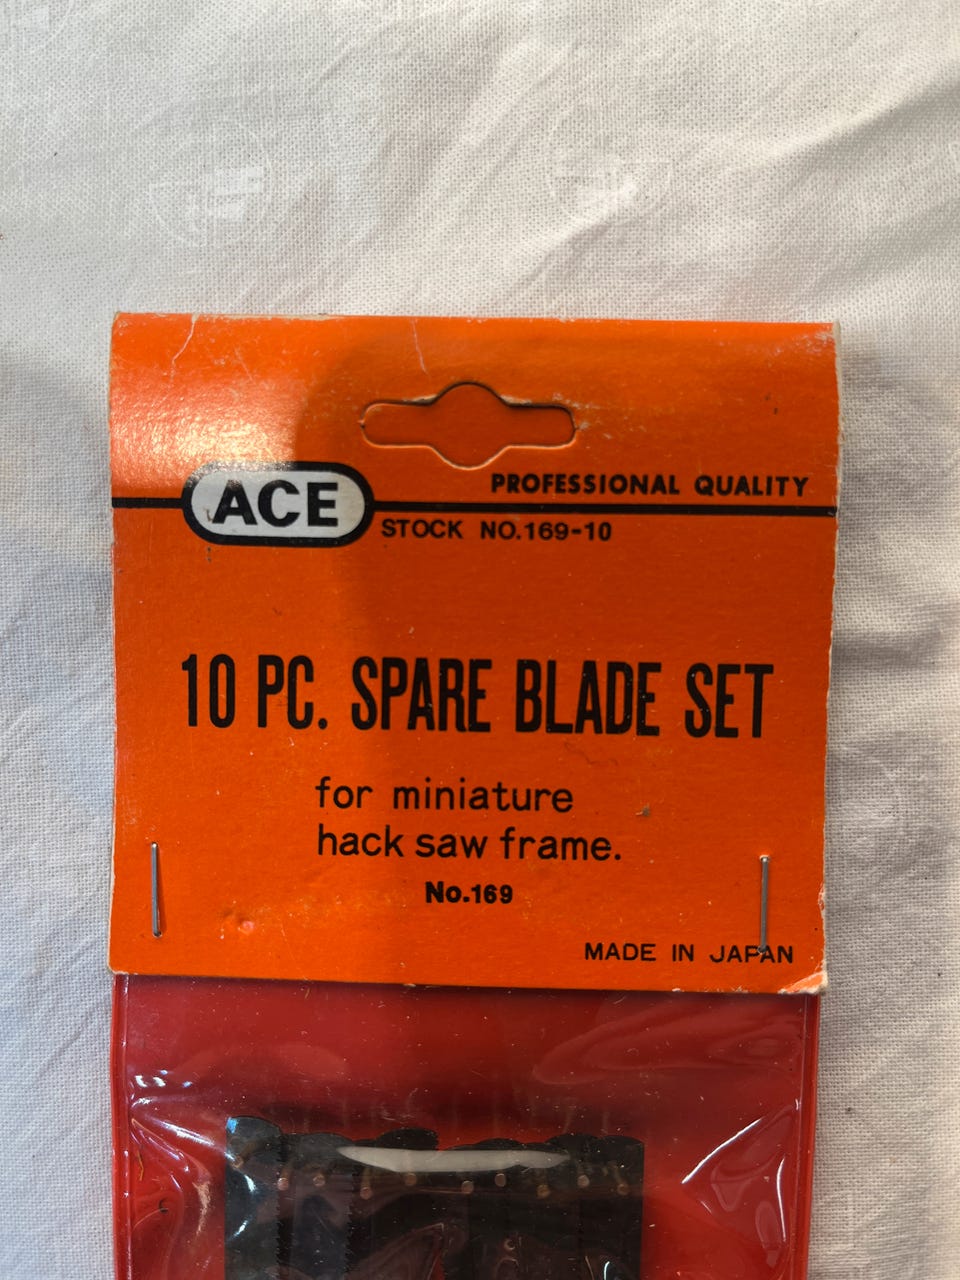 PROFESSIONAL QUALITY
ACE
STOCK NO.169-10
10 PC. SPARE BLADE SET
for miniature
hack saw frame.
No.169
MADE IN JAPAN